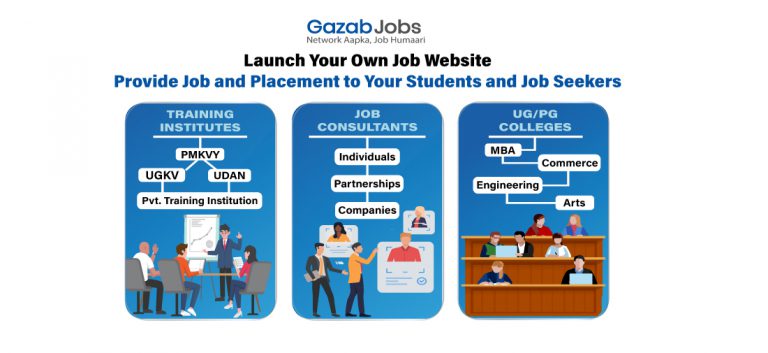 Gazab Jobs
Network Aapka, Job Humaari
Launch Your Own Job Website
Provide Job and Placement to Your Students and Job Seekers
TRAINING
INSTITUTES
PMKVY
UGKV
UDAN
Pvt. Training Institution
JOB
CONSULTANTS
Individuals
Partnerships
Companies
UG/PG
COLLEGES
MBA
Commerce
Engineering
Arts